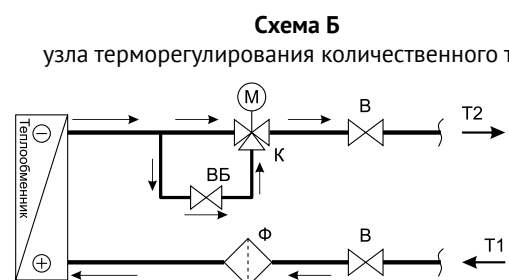 Схема Б
узла терморегулирования количественного т
М
В
Т2
К
ВБ
Теплообменник
Ф
В
Т1